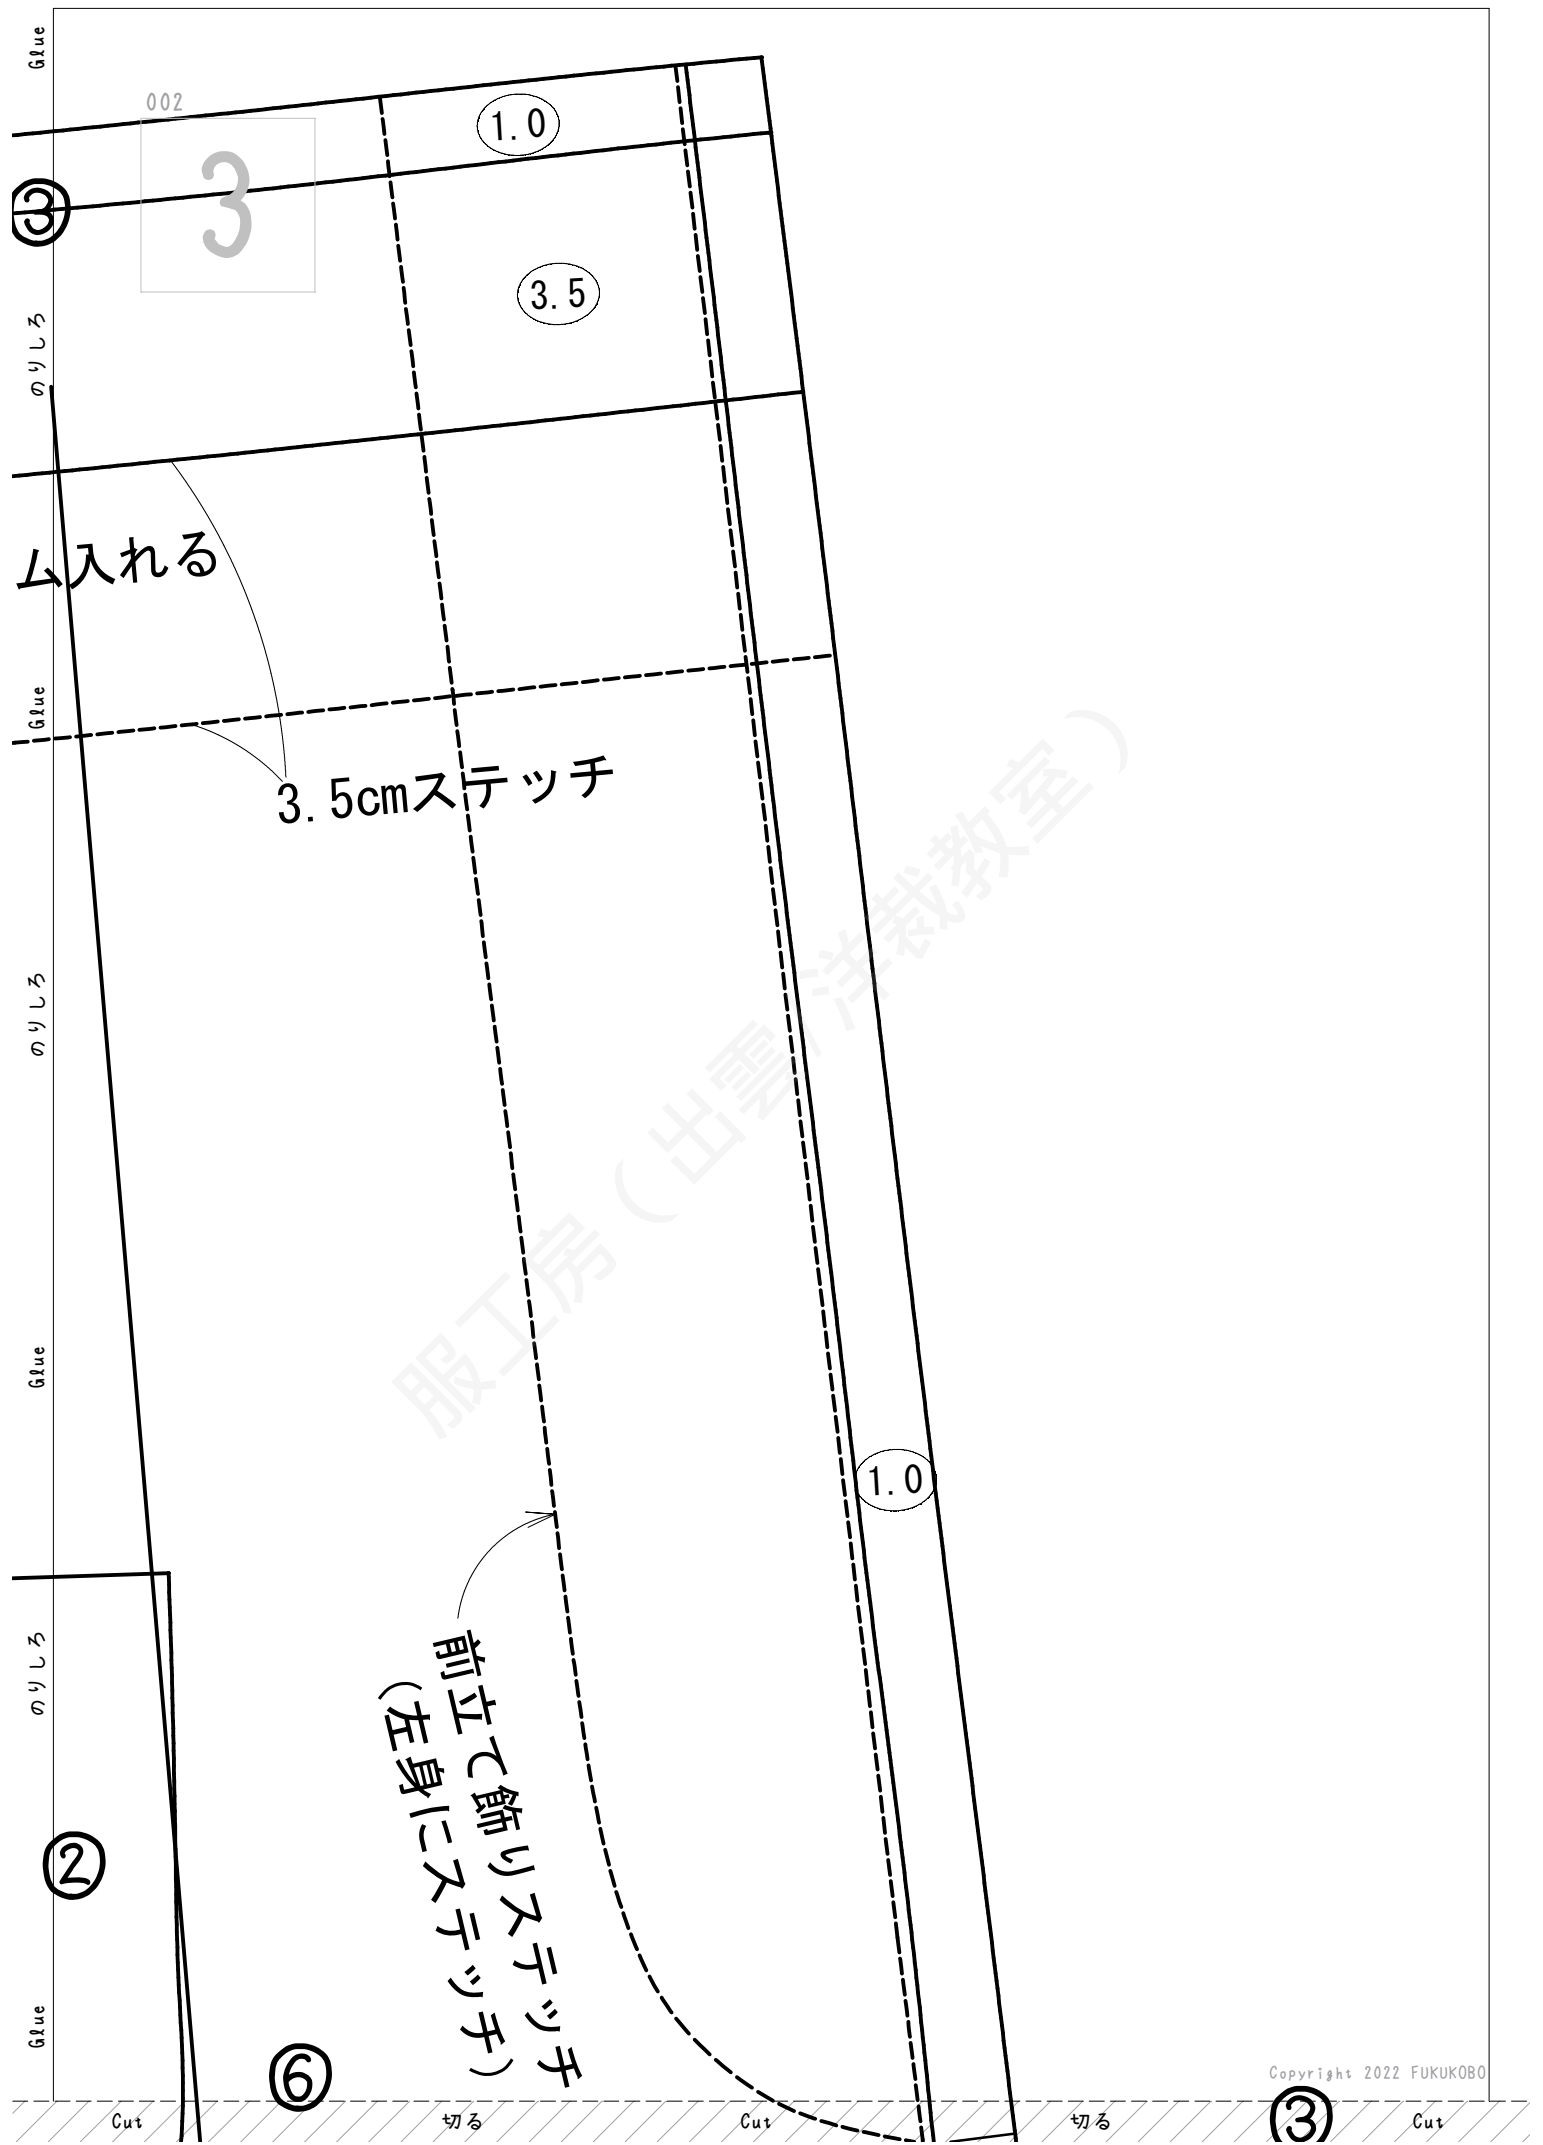 Glue
002
3
1.0
③
3.5
のりしろ
ム入れる
Glue
3.5cmステッチ
のりしろ
服工房（出雲/洋裁教室）
Glue
1.0
前立て飾りステッチ
（左身にステッチ）
のりしろ
②
Glue
⑥
Copyright 2022 FUKUKOBO
③
Cut
切る
Cut
切る
Cut